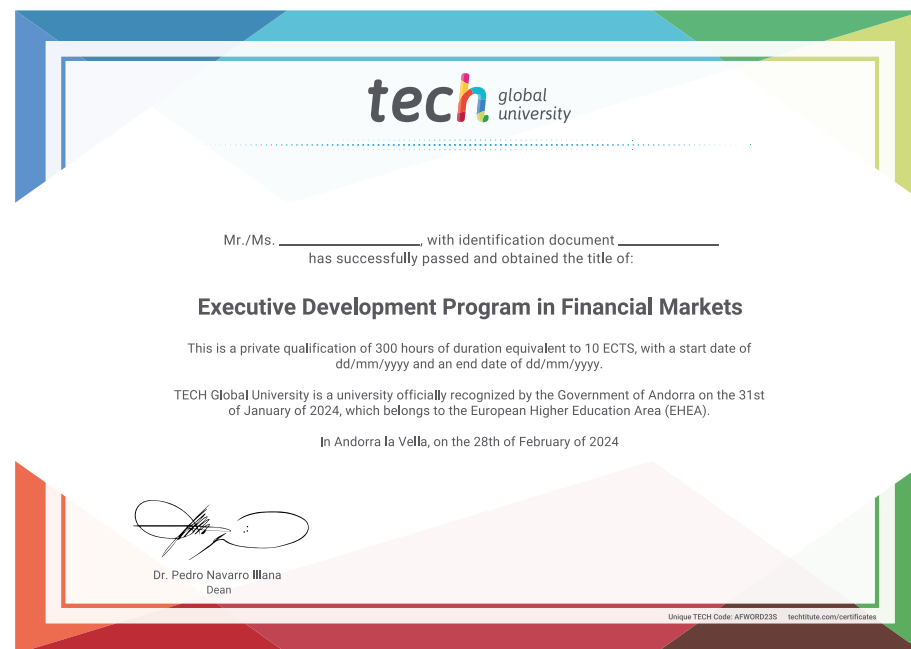 tech global
university
Mr./Ms. ____________________, with identification document ______________
has successfully passed and obtained the title of:
Executive Development Program in Financial Markets
This is a private qualification of 300 hours of duration equivalent to 10 ECTS, with a start date of
dd/mm/yyyy and an end date of dd/mm/yyyy.
TECH Global University is a university officially recognized by the Government of Andorra on the 31st
of January of 2024, which belongs to the European Higher Education Area (EHEA).
In Andorra la Vella, on the 28th of February of 2024
Dr. Pedro Navarro Illana
Dean
Unique TECH Code: AFWORD23S techtitute.com/certificates